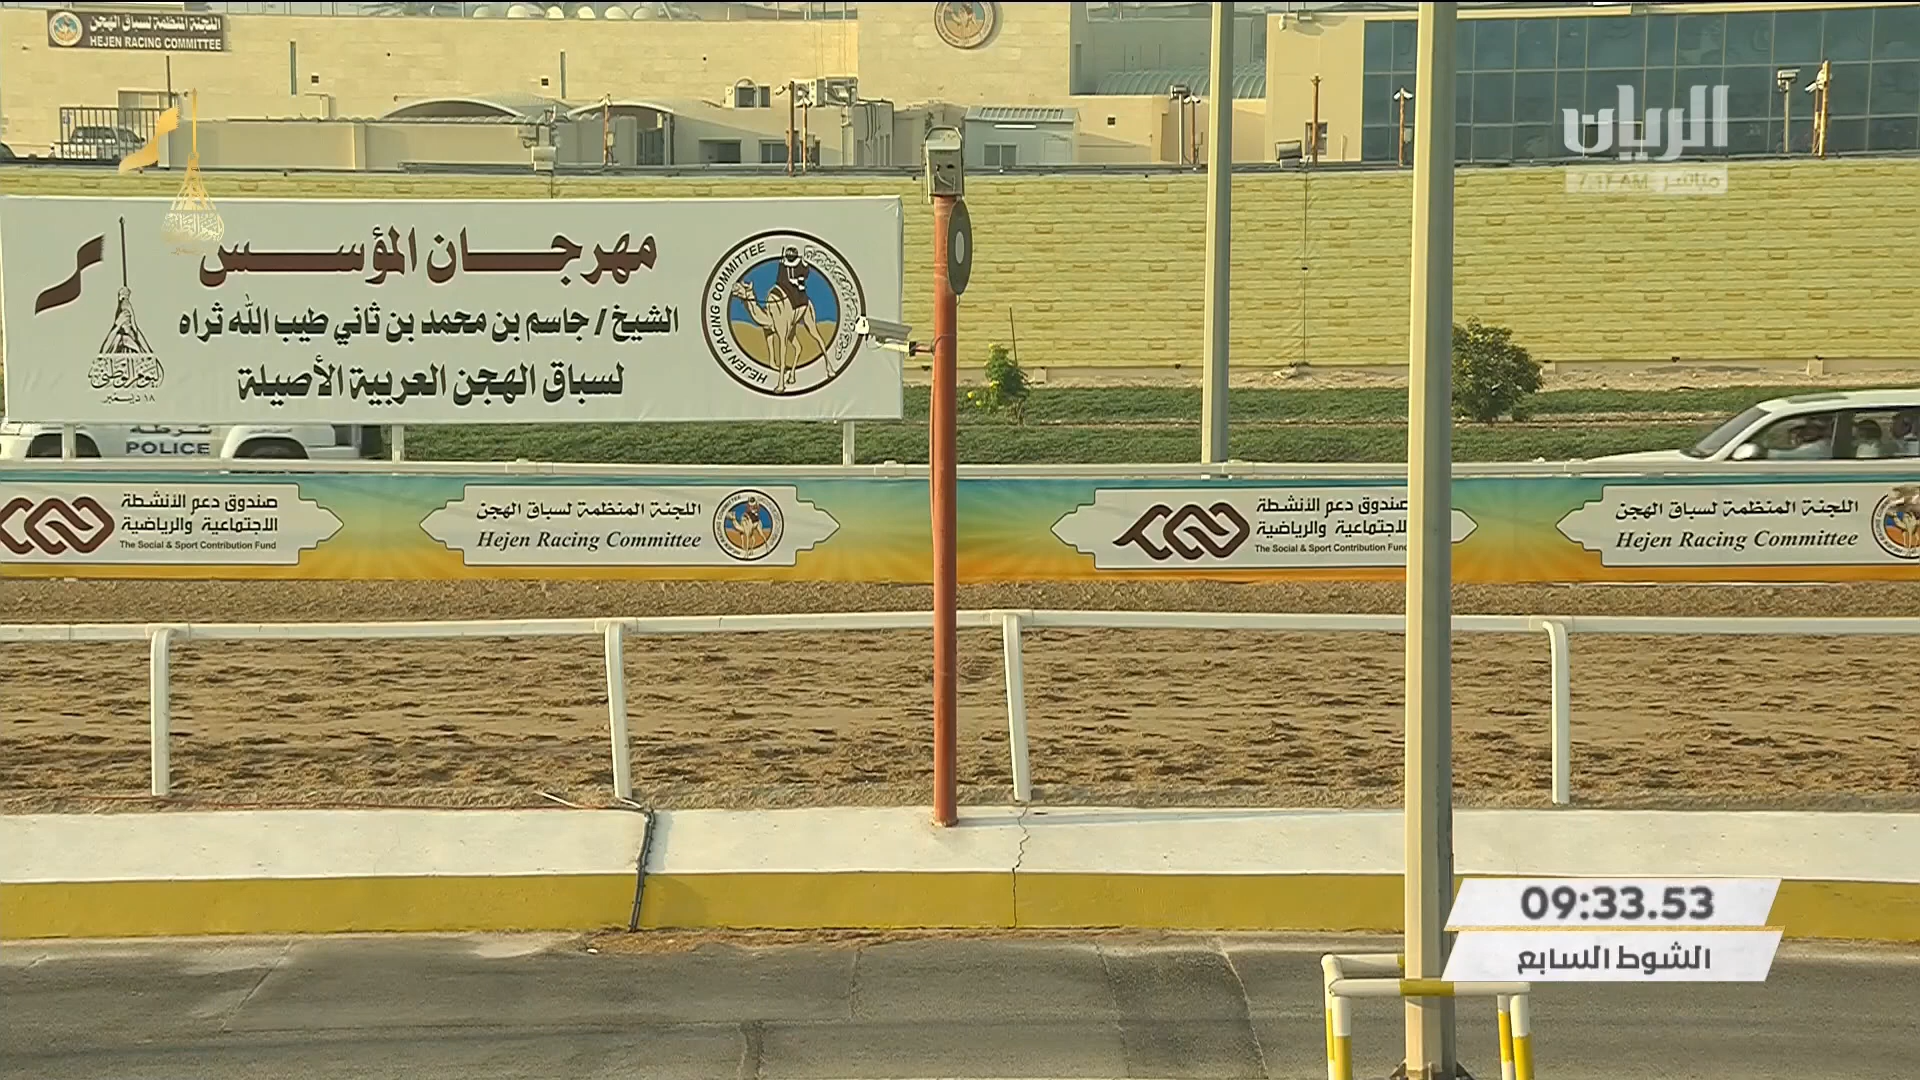 اللجنة المنظمة لسباق الهجن
HEJEN RACING COMMITTEE
الريان
مباشر 7:17 AM
مهرجان المؤسس
الشيخ / جاسم بن محمد بن ثاني طيب الله ثراه
لسباق الهجن العربية الأصيلة
اليوم الوطني
١٨ ديسمبر
HEJEN RACING COMMITTEE
شرطة
POLICE
صندوق دعم الأنشطة
الاجتماعية والرياضية
The Social & Sport Contribution Fund
اللجنة المنظمة لسباق الهجن
Hejen Racing Committee
صندوق دعم الأنشطة
الاجتماعية والرياضية
The Social & Sport Contribution Fund
اللجنة المنظمة لسباق الهجن
Hejen Racing Committee
09:33.53
الشوط السابع